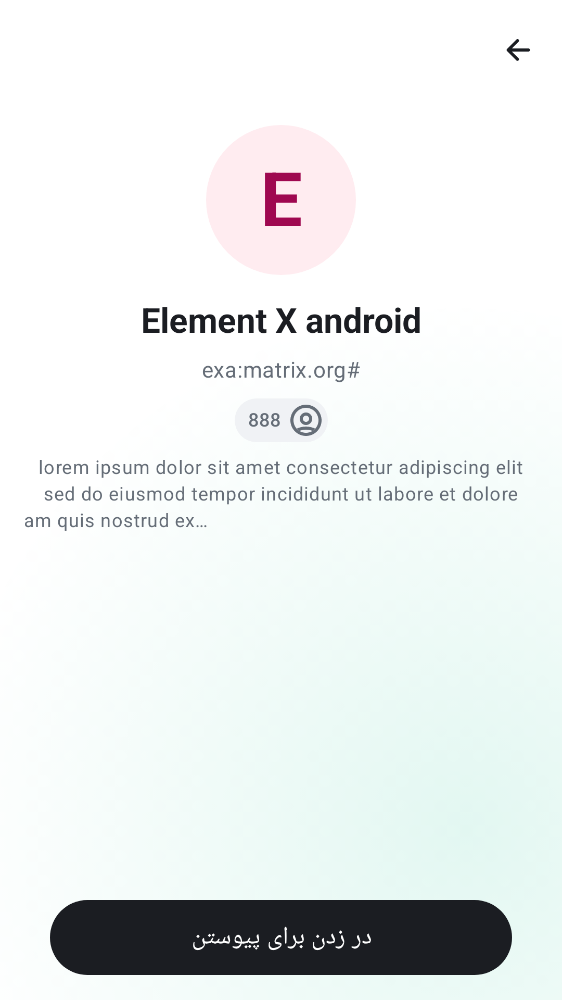 E
Element X android
exa:matrix.org#
888
lorem ipsum dolor sit amet consectetur adipiscing elit
sed do eiusmod tempor incididunt ut labore et dolore
am quis nostrud ex…
در زدن برای پیوستن